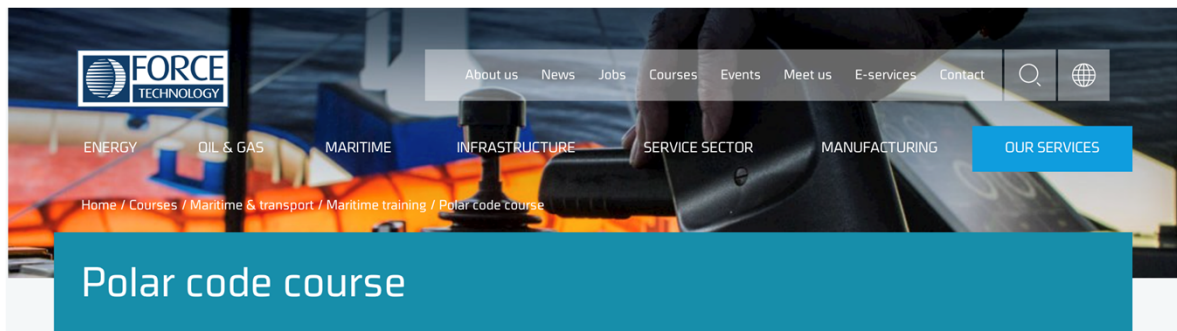 FORCE
TECHNOLOGY
About us News Jobs Courses Events Meet us E-services Contact
ENERGY OIL & GAS MARITIME INFRASTRUCTURE SERVICE SECTOR MANUFACTURING OUR SERVICES
Home / Courses / Maritime & transport / Maritime training / Polar code course
Polar code course